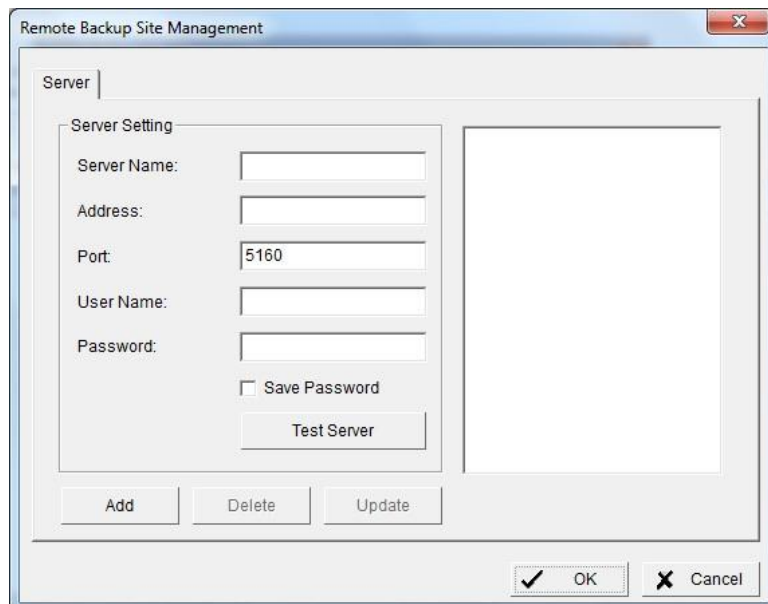 Remote Backup Site Management
Server
Server Setting
Server Name:
Address:
Port: 5160
User Name:
Password:
Save Password
Test Server
Add Delete Update
OK Cancel